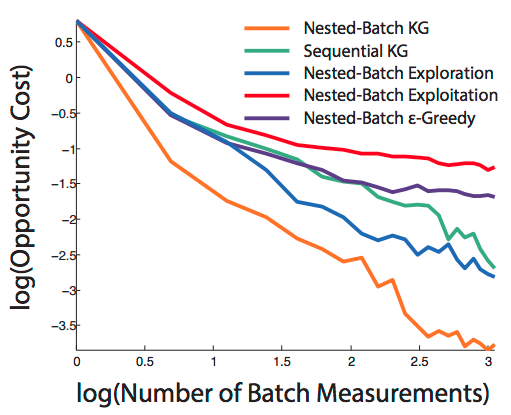 Nested-Batch KG
Sequential KG
Nested-Batch Exploration
Nested-Batch Exploitation
Nested-Batch ε-Greedy
log(Opportunity Cost)
0.5
0
−0.5
−1
−1.5
−2
−2.5
−3
−3.5
0 0.5 1 1.5 2 2.5 3
log(Number of Batch Measurements)